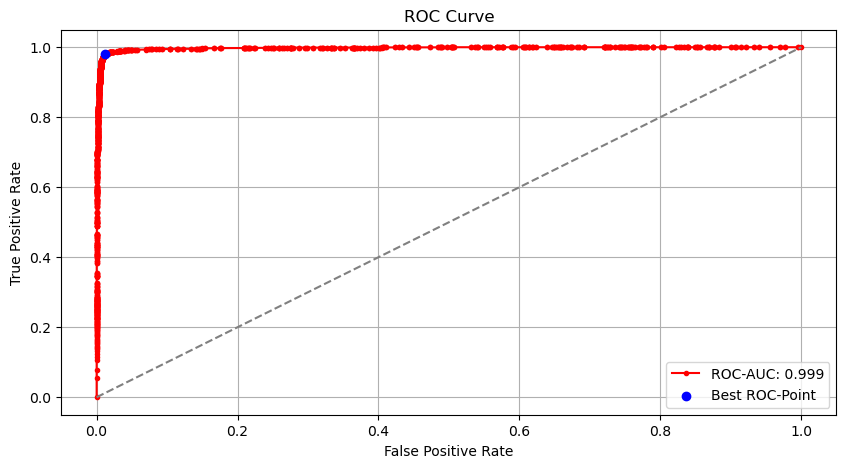 ROC Curve
True Positive Rate
1.0
0.8
0.6
0.4
0.2
0.0
0.0 0.2 0.4 0.6 0.8 1.0
False Positive Rate
ROC-AUC: 0.999
Best ROC-Point